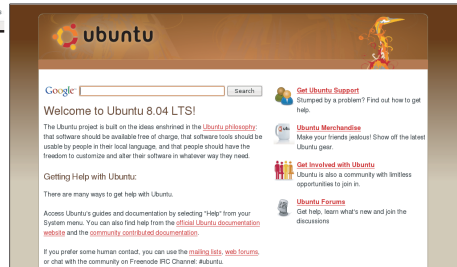 ubuntu
Google Search
Welcome to Ubuntu 8.04 LTS!
The Ubuntu project is built on the ideas enshrined in the Ubuntu philosophy:
that software should be available free of charge, that software tools should be
usable by people in their local language, and that people should have the
freedom to customize and alter their software in whatever way they need.
Getting Help with Ubuntu:
There are many ways to get help with Ubuntu.
Access Ubuntu's guides and documentation by selecting "Help" from your
System menu. You can also find help from the official Ubuntu documentation
website and the community contributed documentation.
If you prefer some human contact, you can use the mailing lists, web forums,
or chat with the community on Freenode IRC Channel: #ubuntu.
Get Ubuntu Support
Stumped by a problem? Find out how to get
help.
Ubuntu Merchandise
Make your friends jealous! Show off the latest
Ubuntu gear.
Get Involved with Ubuntu
Ubuntu is also a community with limitless
opportunities to join in.
Ubuntu Forums
Get help, learn what's new and join the
discussions